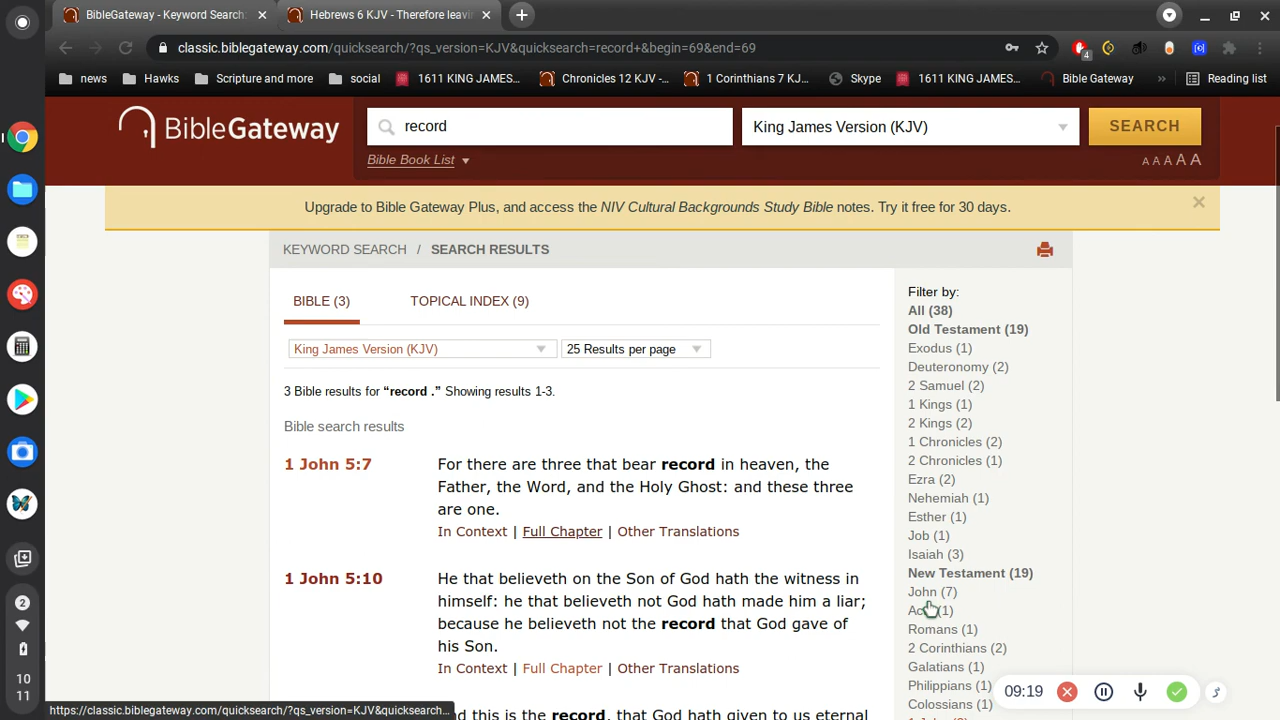 BibleGateway - Keyword Search:
Hebrews 6 KJV - Therefore leavi
classic.biblegateway.com/quicksearch/?qs_version=KJV&quicksearch=record+&begin=69&end=69
4
news
Hawks
Scripture and more
social
1611 KING JAMES...
Chronicles 12 KJV -...
1 Corinthians 7 KJ...
Skype
1611 KING JAMES...
Bible Gateway
»
Reading list
BibleGateway
record
King James Version (KJV)
SEARCH
Bible Book List
A A A A A
Upgrade to Bible Gateway Plus, and access the NIV Cultural Backgrounds Study Bible notes. Try it free for 30 days.
KEYWORD SEARCH / SEARCH RESULTS
BIBLE (3)
TOPICAL INDEX (9)
King James Version (KJV)
25 Results per page
3 Bible results for “record .” Showing results 1-3.
Bible search results
1 John 5:7
For there are three that bear record in heaven, the
Father, the Word, and the Holy Ghost: and these three
are one.
In Context | Full Chapter | Other Translations
1 John 5:10
He that believeth on the Son of God hath the witness in
himself: he that believeth not God hath made him a liar;
because he believeth not the record that God gave of
his Son.
In Context | Full Chapter | Other Translations
And this is the record, that God hath given to us eternal
Filter by:
All (38)
Old Testament (19)
Exodus (1)
Deuteronomy (2)
2 Samuel (2)
1 Kings (1)
2 Kings (2)
1 Chronicles (2)
2 Chronicles (1)
Ezra (2)
Nehemiah (1)
Esther (1)
Job (1)
Isaiah (3)
New Testament (19)
John (7)
(1)
Romans (1)
2 Corinthians (2)
Galatians (1)
Philippians (1)
Colossians (1)
09:19
2
10
11
https://classic.biblegateway.com/quicksearch/?qs_version=KJV&quicksearch...